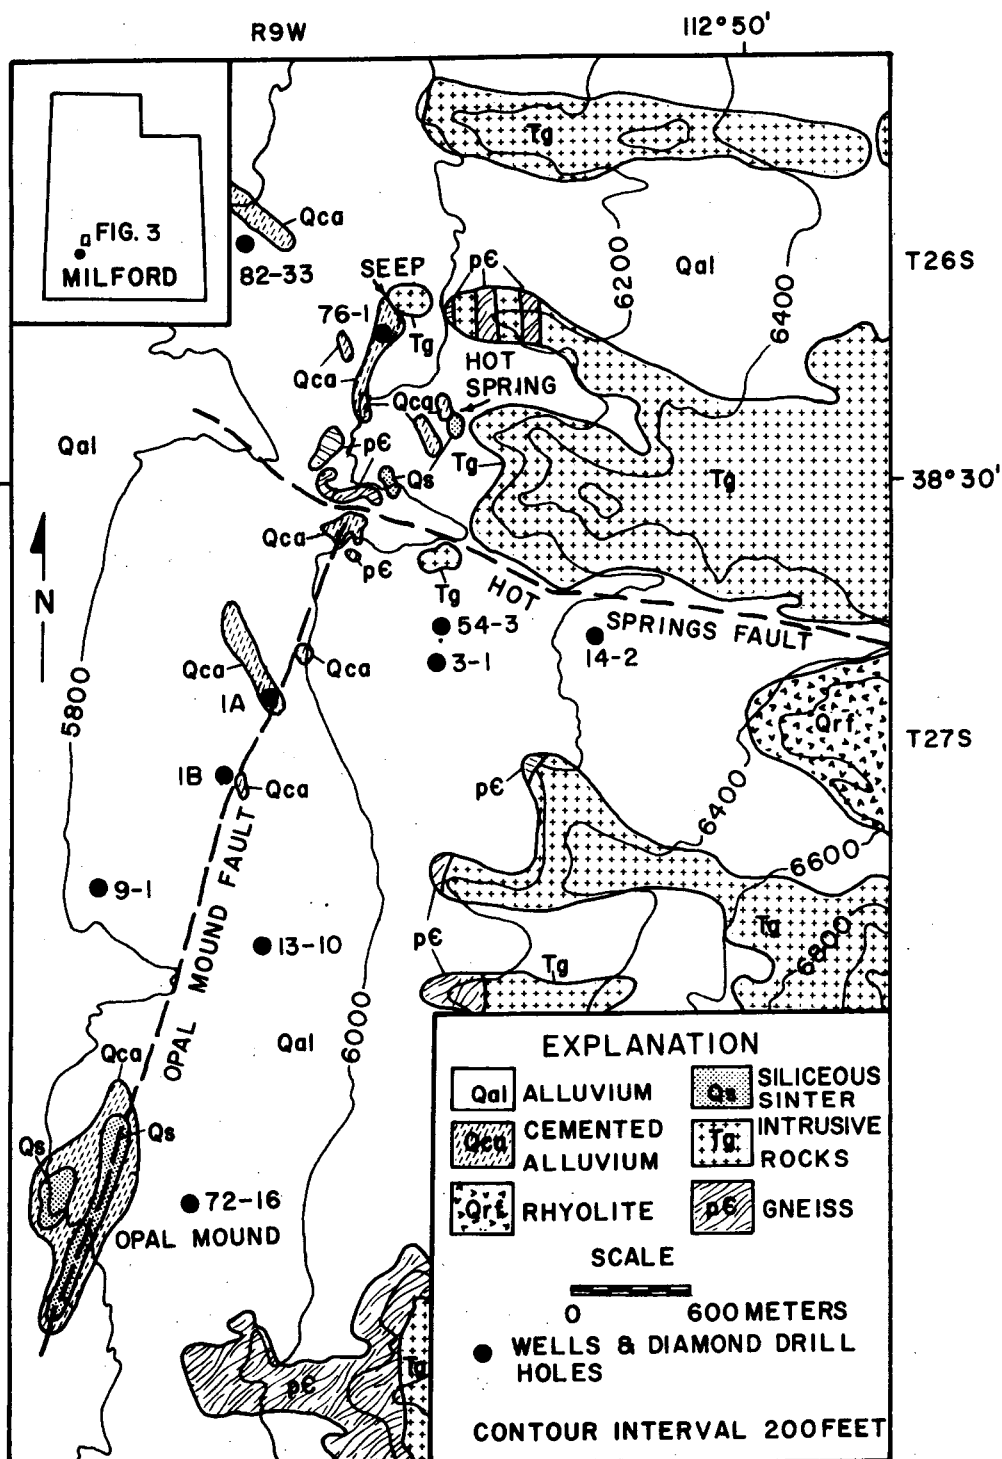 R9W
112°50'
FIG. 3
MILFORD
Qca
82-33
SEEP
pЄ
76-1
Tg
Tg
Qal
6200
6400
T26S
HOT
SPRING
Qca
Qca
Qal
pЄ
Qs
Tg
Tg
38°30'
Qca
pЄ
Tg
HOT
SPRINGS FAULT
N
54-3
3-1
14-2
Qca
Qca
1A
5800
Qrf
T27S
1B
Qca
pЄ
6400
6600
9-1
OPAL MOUND FAULT
13-10
pЄ
Tg
Tg
6800
Qal
6000
Qca
Qs
Qs
72-16
OPAL MOUND
pЄ
Tg
EXPLANATION
Qal ALLUVIUM
Qs SILICEOUS
SINTER
Qca CEMENTED
ALLUVIUM
Tg INTRUSIVE
ROCKS
Qrf RHYOLITE
pЄ GNEISS
SCALE
0 600 METERS
WELLS & DIAMOND DRILL
HOLES
CONTOUR INTERVAL 200 FEET